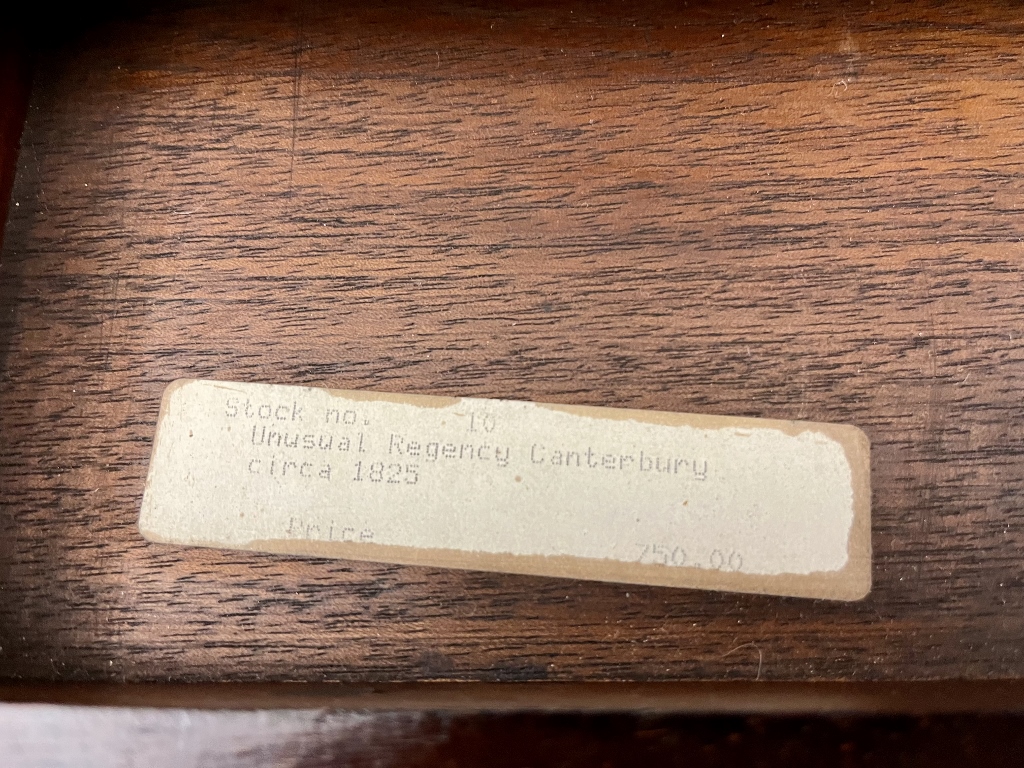 Stock no. 10
Unusual Regency Canterbury
circa 1825
Price 750.00